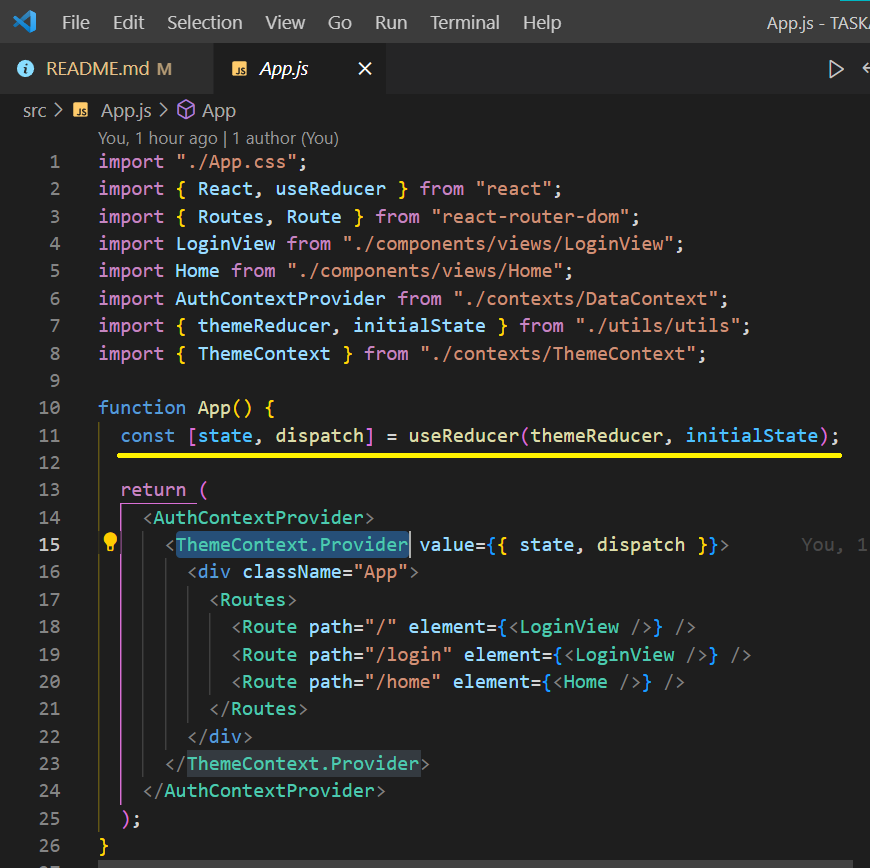 File Edit Selection View Go Run Terminal Help App.js - TASKA
README.md M JS App.js
src JS App.js App
You, 1 hour ago | 1 author (You)
1 import "./App.css";
2 import { React, useReducer } from "react";
3 import { Routes, Route } from "react-router-dom";
4 import LoginView from "./components/views/LoginView";
5 import Home from "./components/views/Home";
6 import AuthContextProvider from "./contexts/DataContext";
7 import { themeReducer, initialState } from "./utils/utils";
8 import { ThemeContext } from "./contexts/ThemeContext";
9
10 function App() {
11 const [state, dispatch] = useReducer(themeReducer, initialState);
12
13 return (
14 <AuthContextProvider>
15 <ThemeContext.Provider value={{ state, dispatch }}> You, 1
16 <div className="App">
17 <Routes>
18 <Route path="/" element={<LoginView />} />
19 <Route path="/login" element={<LoginView />} />
20 <Route path="/home" element={<Home />} />
21 </Routes>
22 </div>
23 </ThemeContext.Provider>
24 </AuthContextProvider>
25 );
26 }